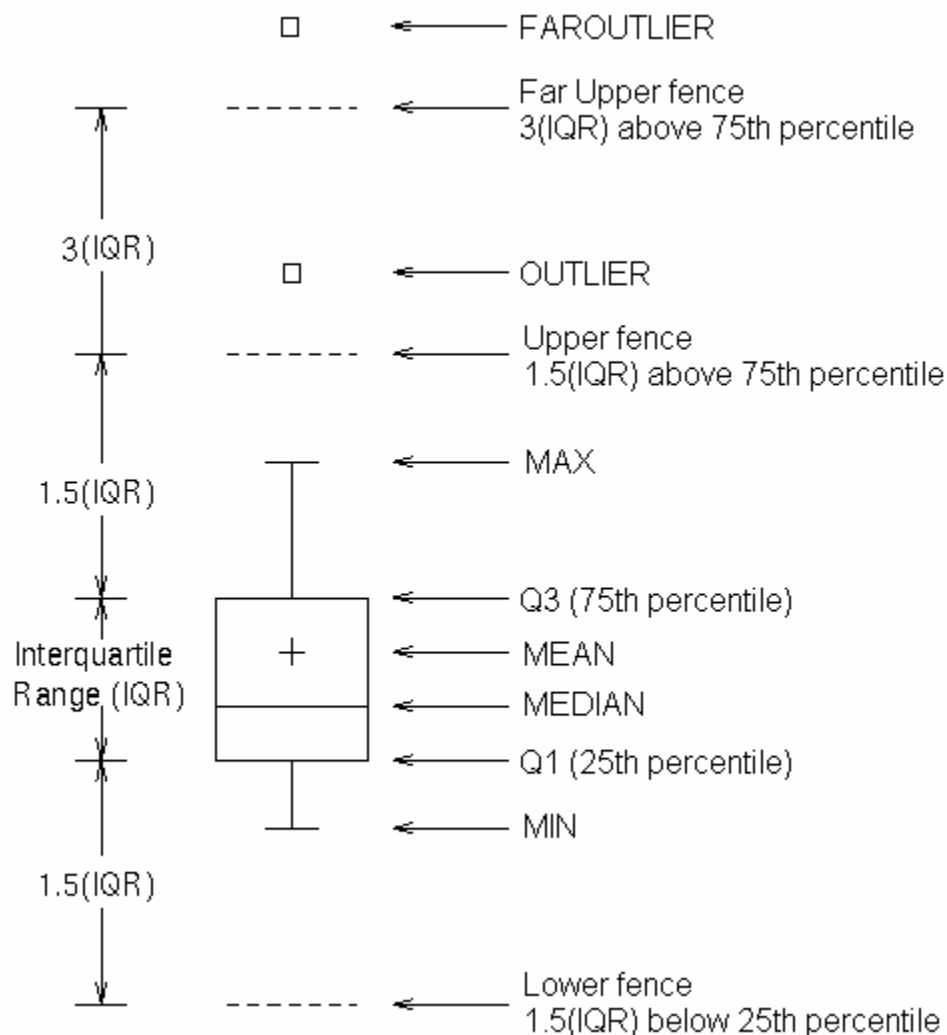 FAROUTLIER
Far Upper fence
3(IQR) above 75th percentile
3(IQR)
OUTLIER
Upper fence
1.5(IQR) above 75th percentile
MAX
1.5(IQR)
Q3 (75th percentile)
Interquartile
Range (IQR)
MEAN
MEDIAN
Q1 (25th percentile)
MIN
1.5(IQR)
Lower fence
1.5(IQR) below 25th percentile